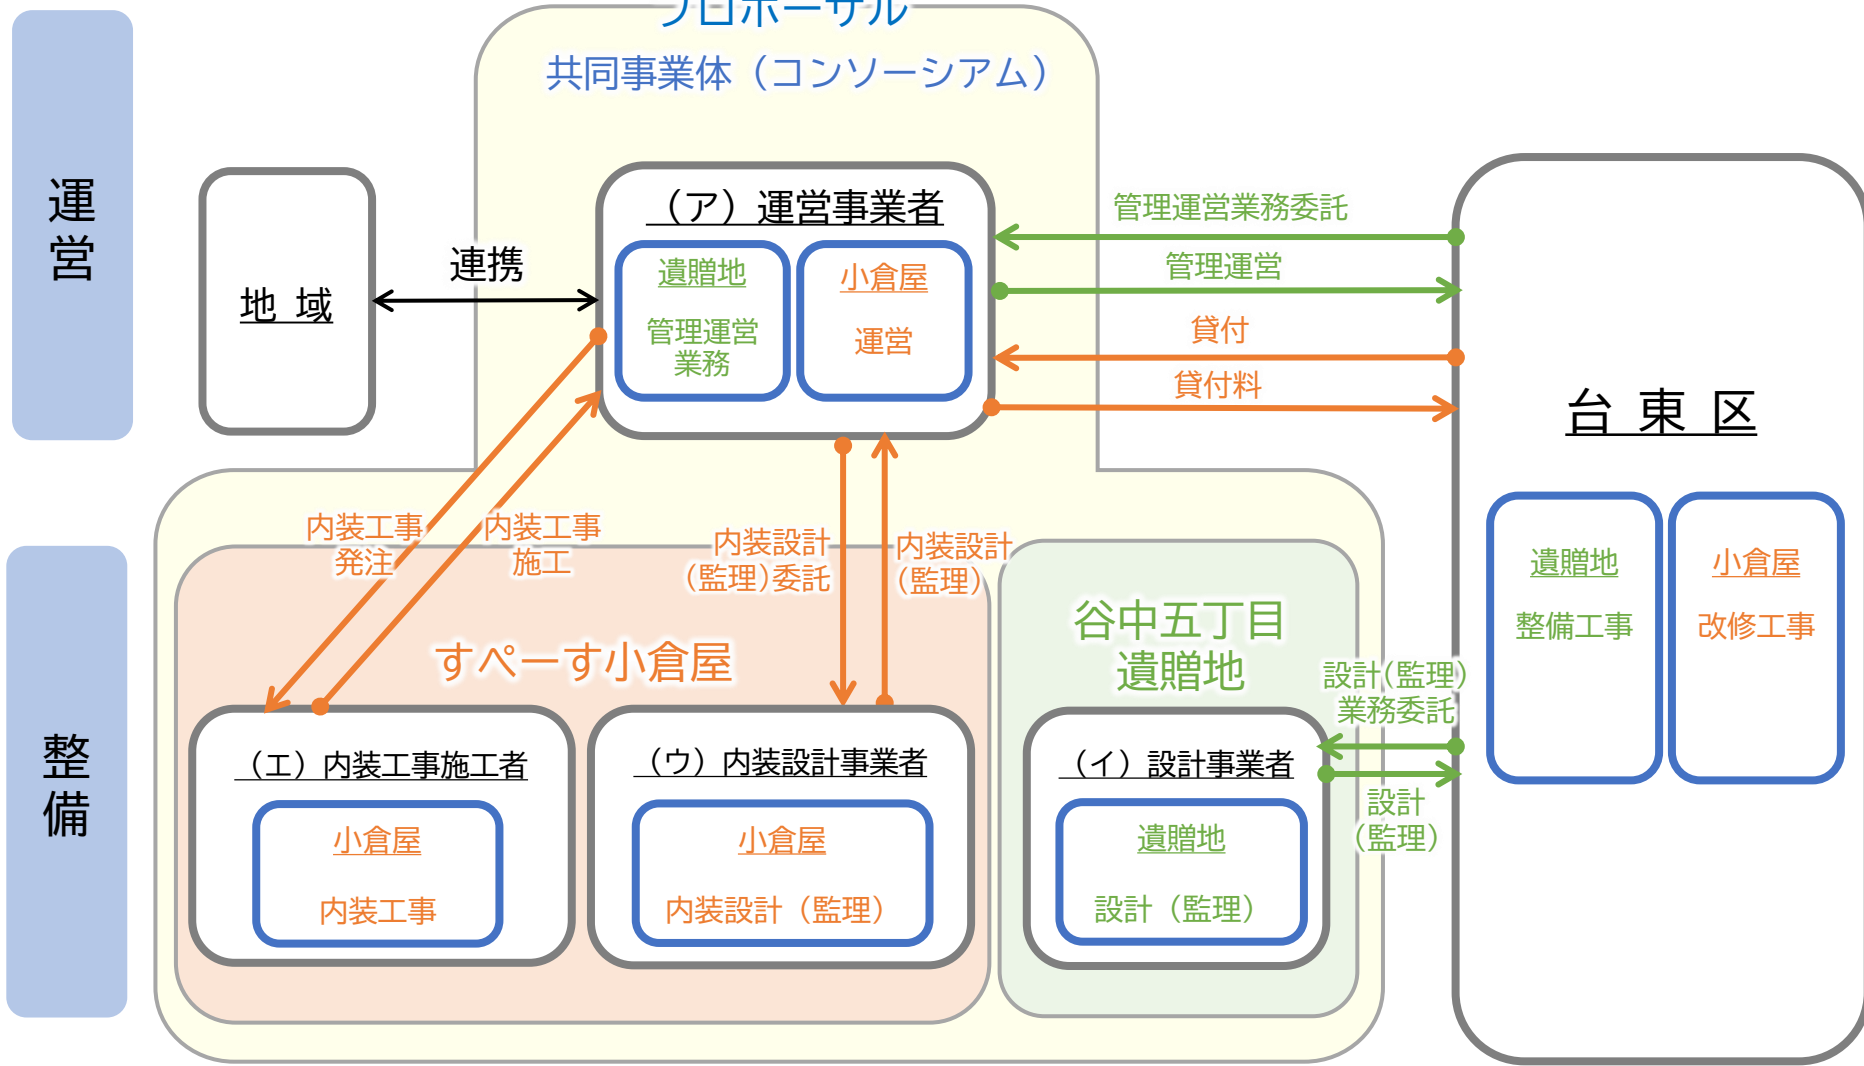 プロポーザル
共同事業体（コンソーシアム）
運
営
地 域
連携
（ア）運営事業者
遺贈地
管理運営
業務
小倉屋
運営
管理運営業務委託
管理運営
貸付
貸付料
台 東 区
遺贈地
整備工事
小倉屋
改修工事
内装工事
発注
内装工事
施工
内装設計
（監理）委託
内装設計
（監理）
すぺーす小倉屋
谷中五丁目
遺贈地
設計（監理）
業務委託
設計
（監理）
整
備
（エ）内装工事施工者
小倉屋
内装工事
（ウ）内装設計事業者
小倉屋
内装設計（監理）
（イ）設計事業者
遺贈地
設計（監理）